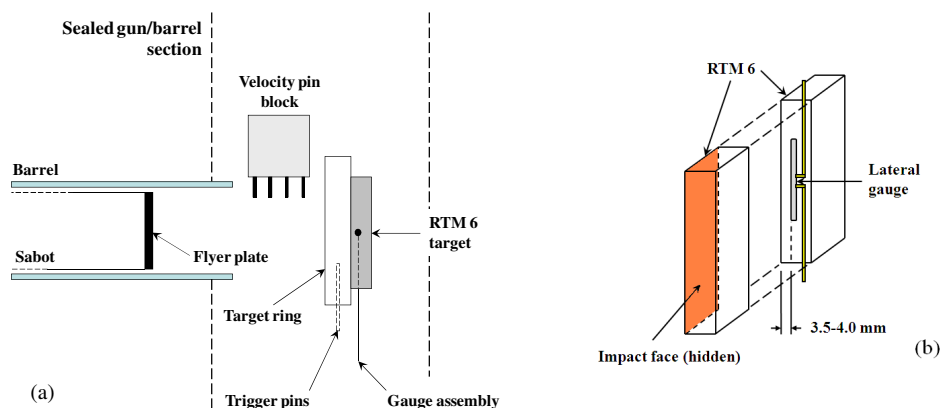 Sealed gun/barrel
section
Velocity pin
block
Barrel
Sabot
Flyer plate
RTM 6
target
Target ring
Trigger pins
Gauge assembly
(a)
RTM 6
Lateral
gauge
3.5-4.0 mm
Impact face (hidden)
(b)